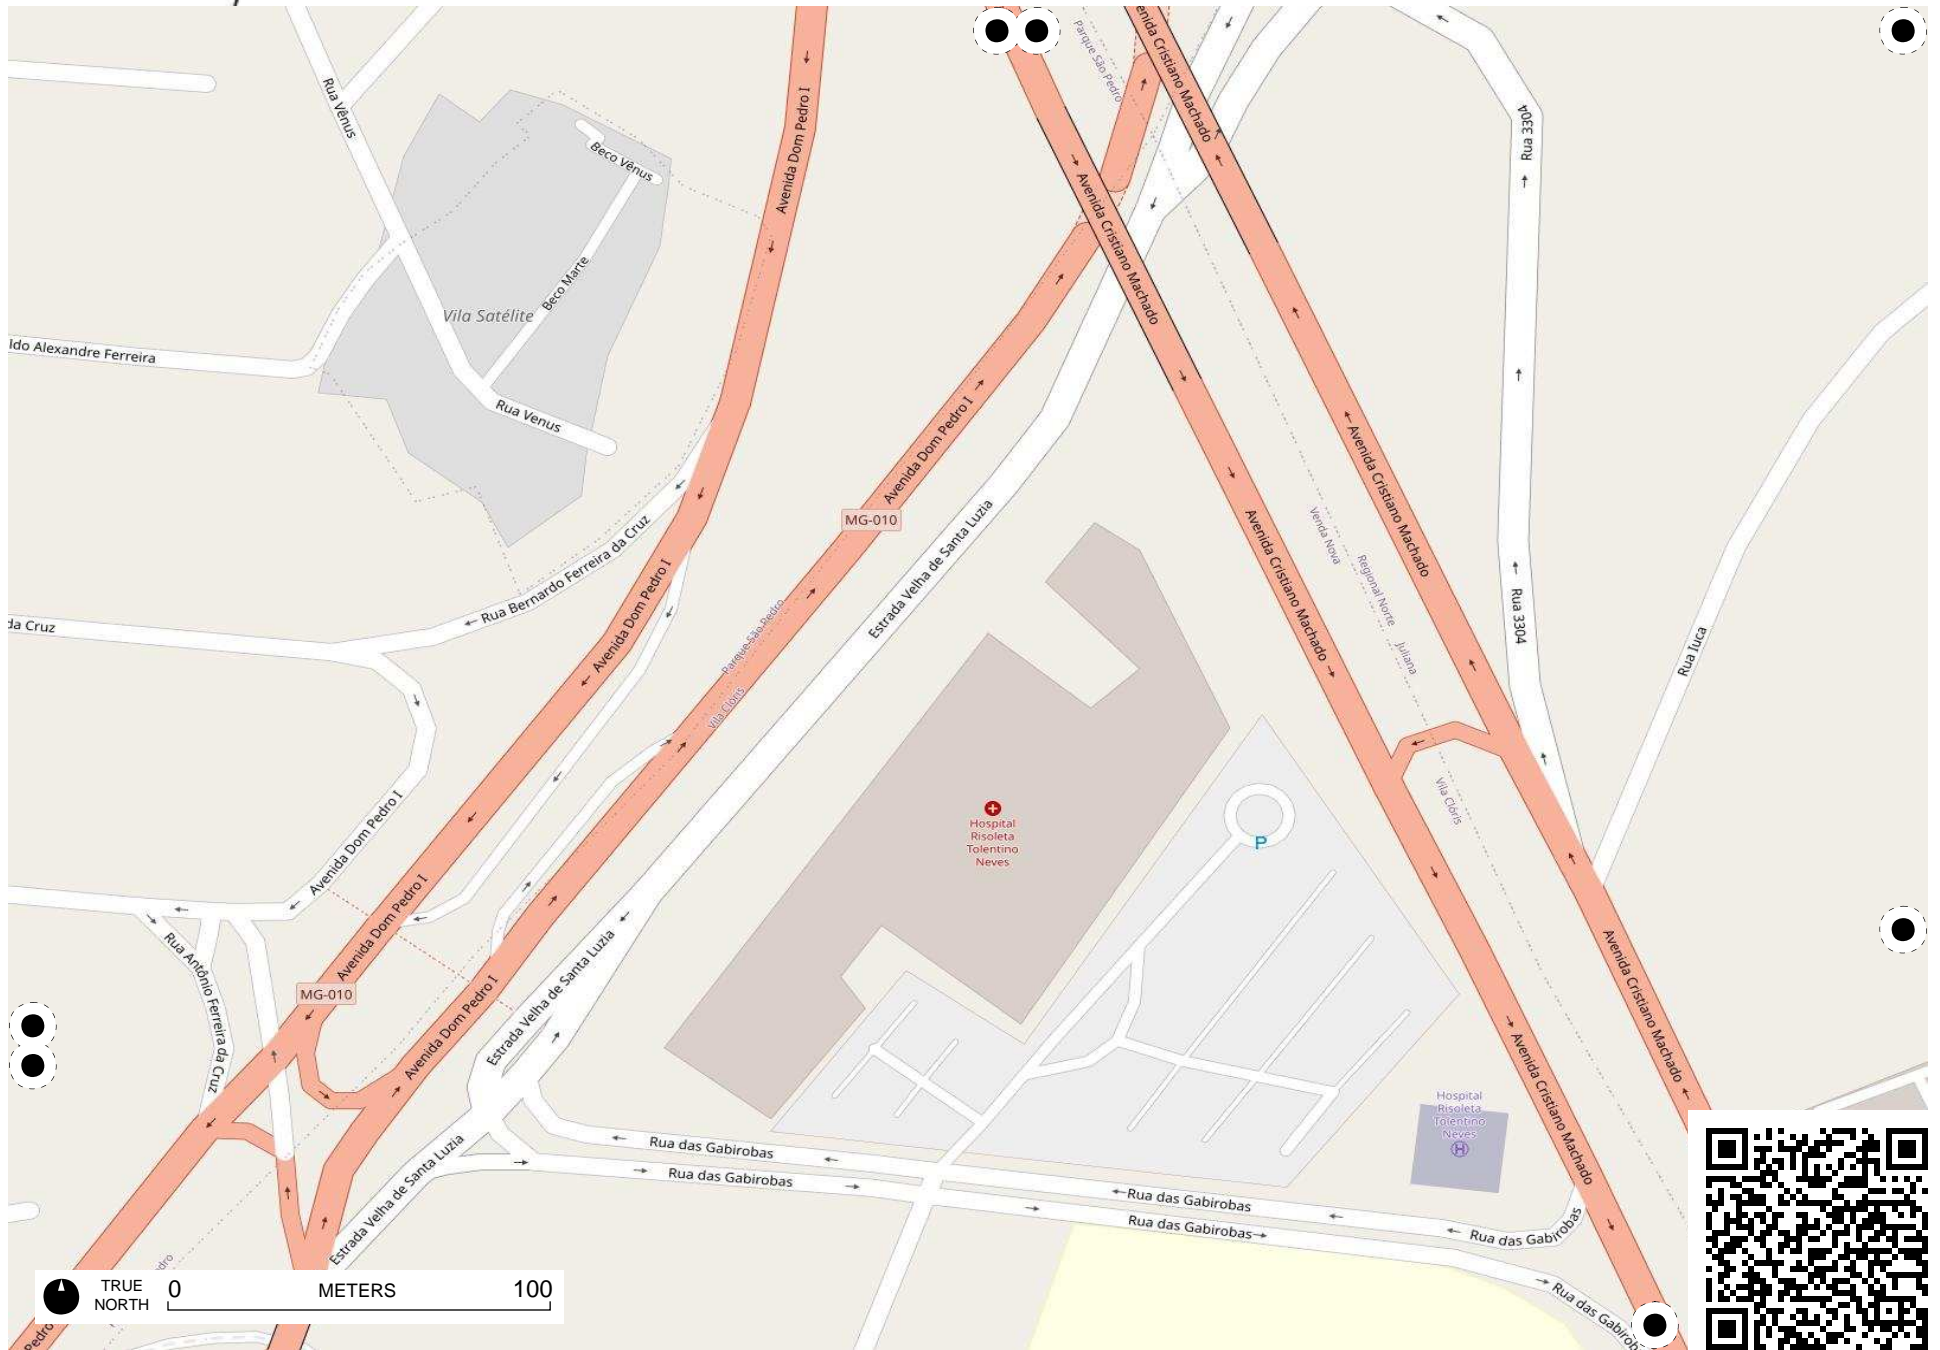 Avenida Cristiano Machado
Parque São Pedro
Rua Vênus
Avenida Dom Pedro I
Beco Vênus
Rua 3304
Avenida Cristiano Machado
Beco Marte
Vila Satélite
ldo Alexandre Ferreira
Rua Venus
Avenida Dom Pedro I
MG-010
Avenida Cristiano Machado
Venda Nova
Regional Norte
Juliana
Rua Bernardo Ferreira da Cruz
Estrada Velha de Santa Luzia
Avenida Cristiano Machado
Avenida Dom Pedro I
da Cruz
Rua 3304
Rua Iuca
Parque São Pedro
Vila Clóris
Vila Clóris
Hospital
Risoleta
Tolentino
Neves
P
Avenida Dom Pedro I
Avenida Dom Pedro I
Rua Antônio Ferreira da Cruz
MG-010
Avenida Dom Pedro I
Estrada Velha de Santa Luzia
Avenida Cristiano Machado
Avenida Cristiano Machado
Hospital
Risoleta
Tolentino
Neves
H
Rua das Gabirobas
Rua das Gabirobas
Rua das Gabirobas
Rua das Gabirobas
Rua das Gabirobas
Estrada Velha de Santa Luzia
Rua das Gabirob
dro
TRUE
NORTH
0 METERS 100
Pedro